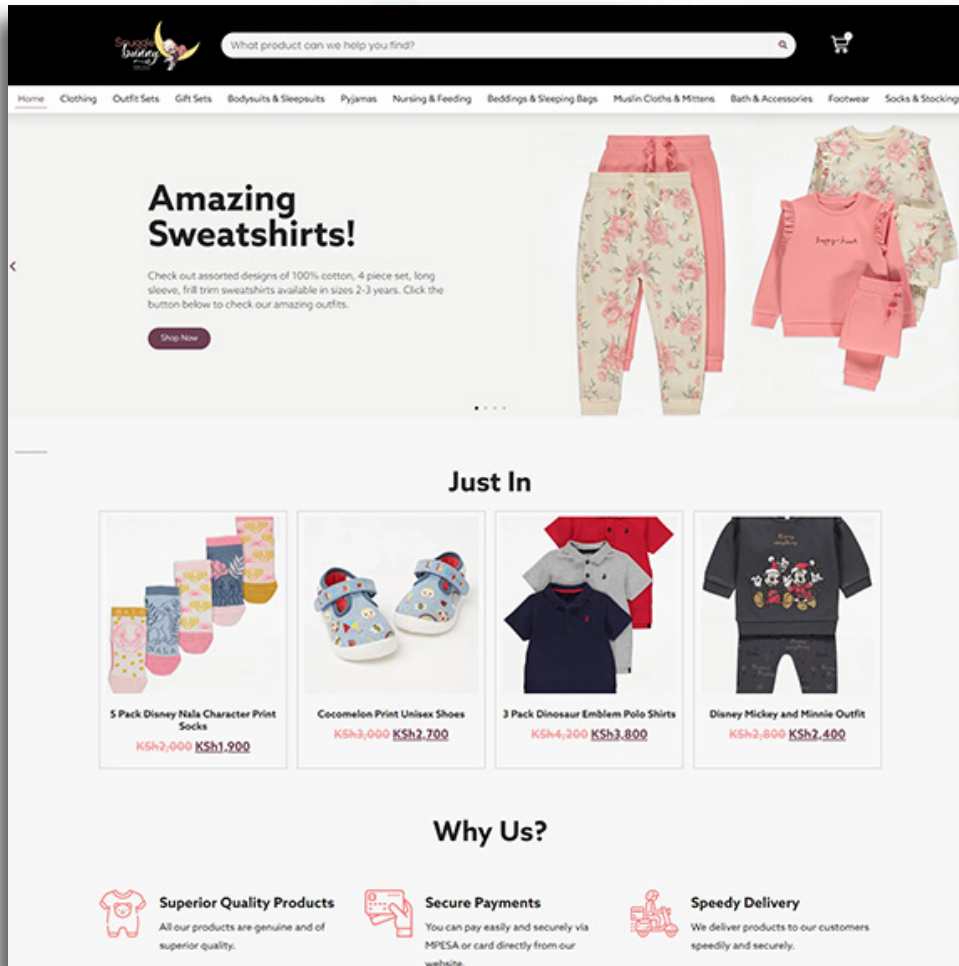 Snuggle
bunny
What product can we help you find?
Home Clothing Outfit Sets Gift Sets Bodysuits & Sleepsuits Pyjamas Nursing & Feeding Beddings & Sleeping Bags Muslin Cloths & Mittens Bath & Accessories Footwear Socks & Stocking
Amazing
Sweatshirts!
Check out assorted designs of 100% cotton, 4 piece set, long
sleeve, frill trim sweatshirts available in sizes 2-3 years. Click the
button below to check our amazing outfits.
Shop Now
Just In
NALA
NALA
5 Pack Disney Nala Character Print
Socks
KSh2,000 KSh1,900
Cocomelon Print Unisex Shoes
KSh3,000 KSh2,700
3 Pack Dinosaur Emblem Polo Shirts
KSh4,200 KSh3,800
Merry
everything
Disney Mickey and Minnie Outfit
KSh2,800 KSh2,400
Why Us?
Superior Quality Products
All our products are genuine and of
superior quality.
Secure Payments
You can pay easily and securely via
MPESA or card directly from our
website.
Speedy Delivery
We deliver products to our customers
speedily and securely.